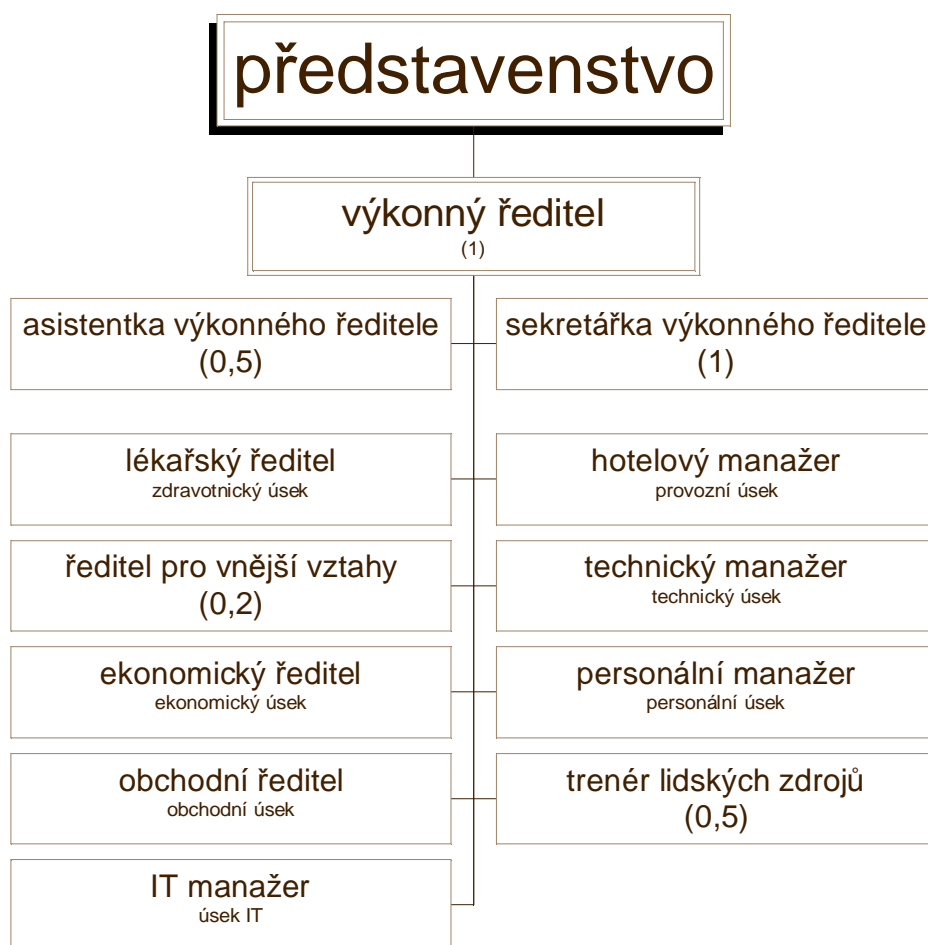 představenstvo
výkonný ředitel
(1)
asistentka výkonného ředitele
(0,5)
sekretářka výkonného ředitele
(1)
lékařský ředitel
zdravotnický úsek
hotelový manažer
provozní úsek
ředitel pro vnější vztahy
(0,2)
technický manažer
technický úsek
ekonomický ředitel
ekonomický úsek
personální manažer
personální úsek
obchodní ředitel
obchodní úsek
trenér lidských zdrojů
(0,5)
IT manažer
úsek IT